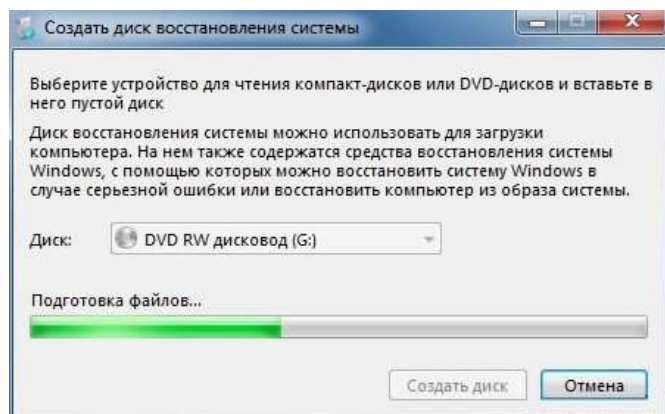 Создать диск восстановления системы
Выберите устройство для чтения компакт-дисков или DVD-дисков и вставьте в
него пустой диск
Диск восстановления системы можно использовать для загрузки
компьютера. На нем также содержатся средства восстановления системы
Windows, с помощью которых можно восстановить систему Windows в
случае серьезной ошибки или восстановить компьютер из образа системы.
Диск: DVD RW дисковод (G:)
Подготовка файлов...
Создать диск Отмена